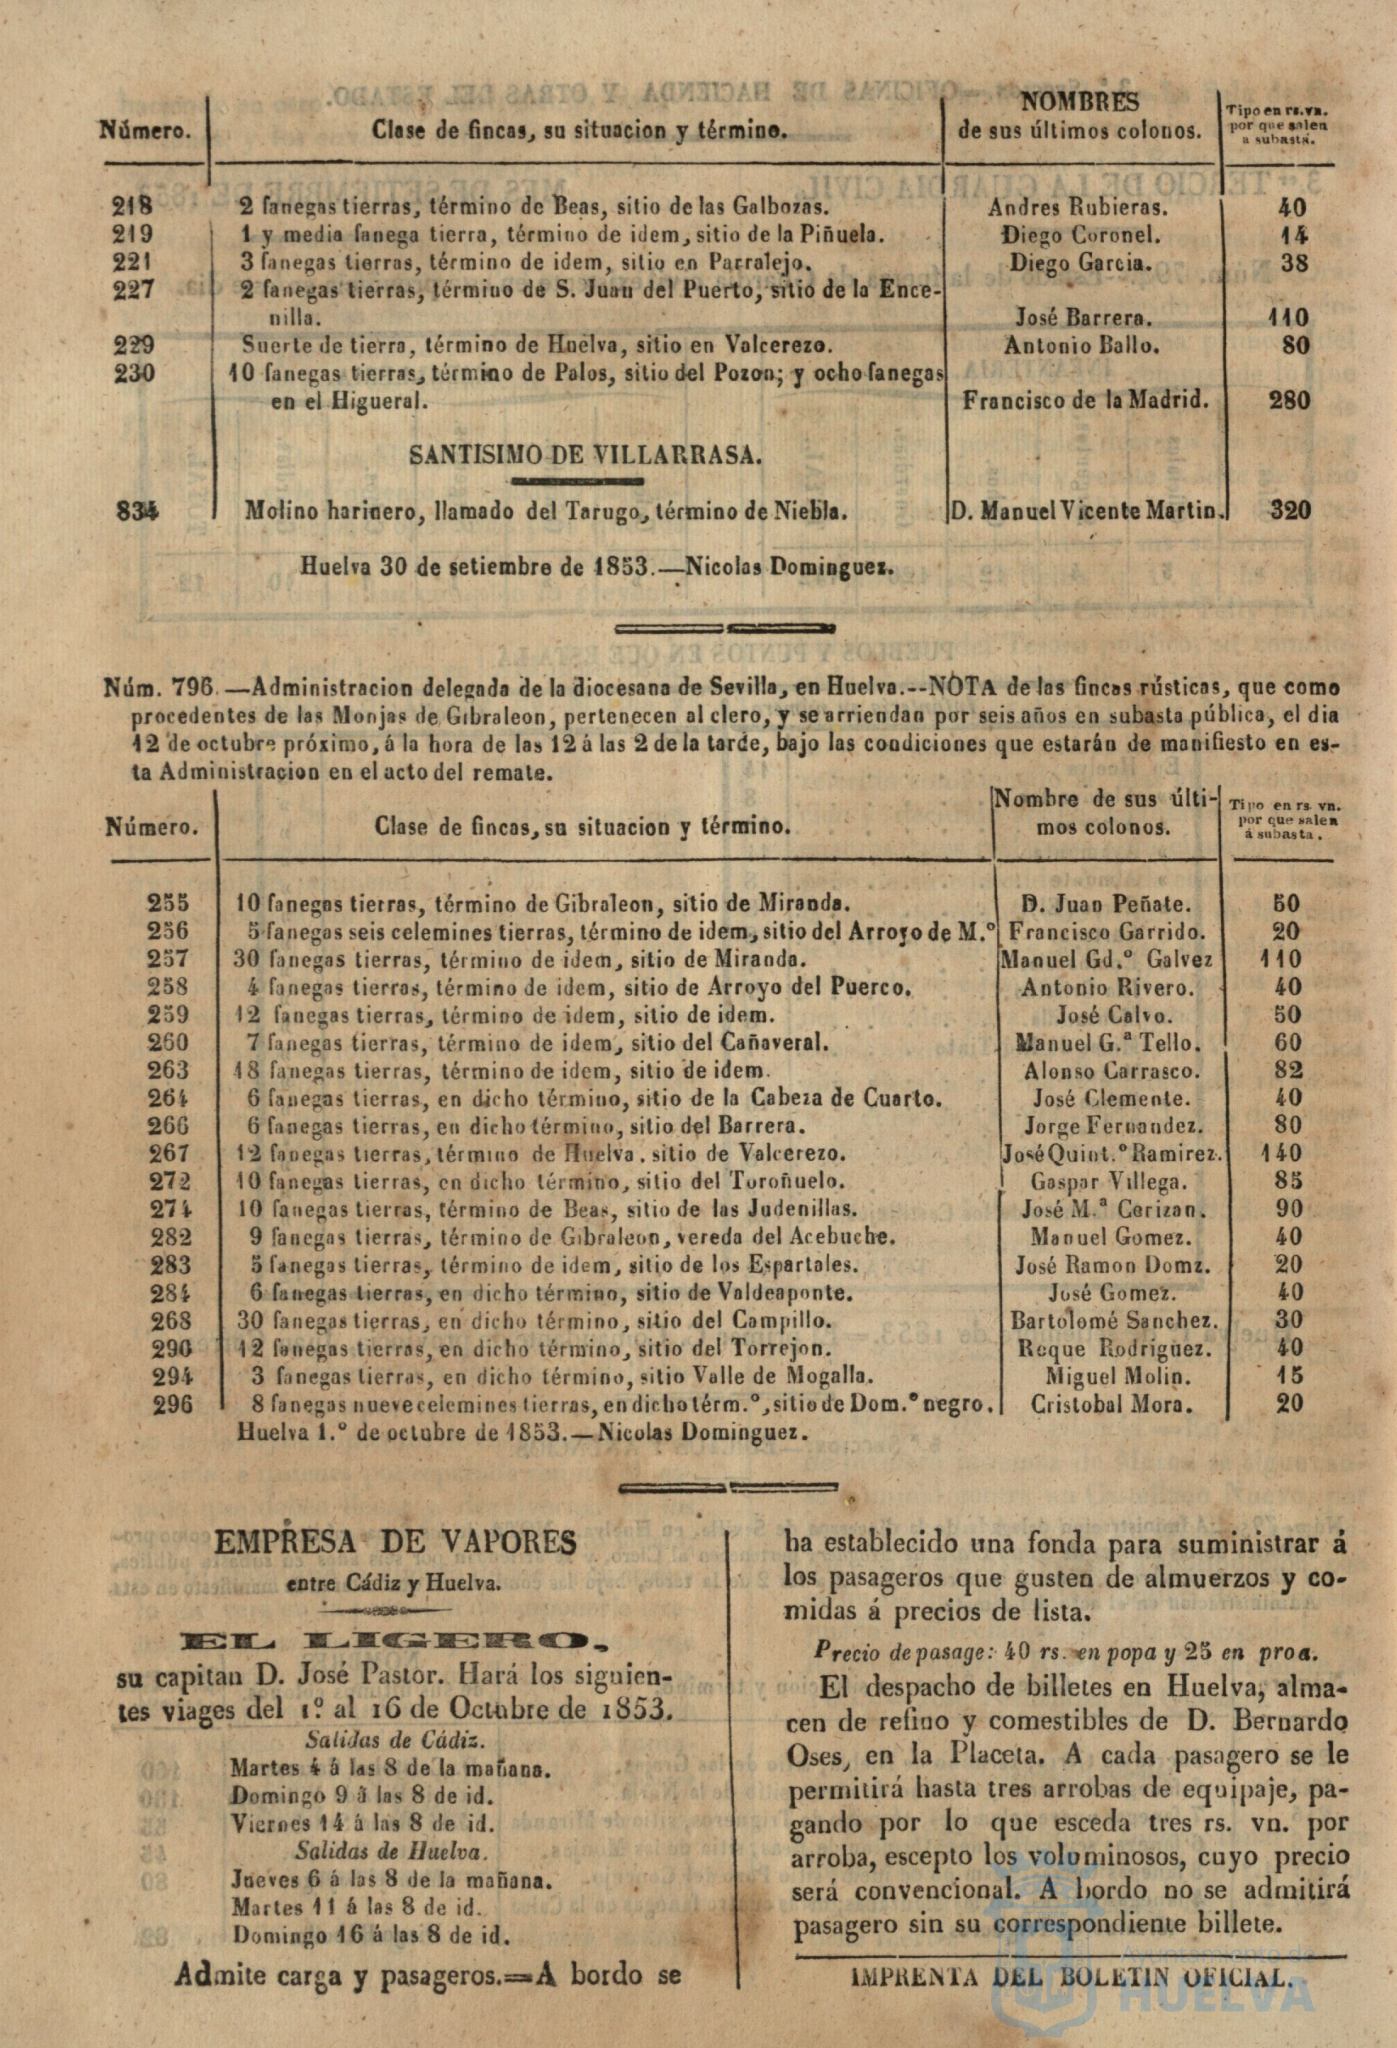 Número.
Clase de fincas, su situacion y término.
NOMBRES
de sus últimos colonos.
Tipo en rs. vn.
por que salen
a subasta.
218 2 fanegas tierras, término de Beas, sitio de las Galbozas. Andres Rubieras. 40
219 1 y media fanega tierra, término de idem, sitio de la Piñuela. Diego Coronel. 14
221 3 fanegas tierras, término de idem, sitio en Parralejo. Diego Garcia. 38
227 2 fanegas tierras, término de S. Juan del Puerto, sitio de la Ence-
nilla. José Barrera. 110
229 Suerte de tierra, término de Huelva, sitio en Valcerezo. Antonio Ballo. 80
230 10 fanegas tierras, término de Palos, sitio del Pozon; y ocho fanegas
en el Higueral. Francisco de la Madrid. 280
SANTISIMO DE VILLARRASA.
834 Molino harinero, llamado del Tarugo, término de Niebla. D. Manuel Vicente Martin. 320
Huelva 30 de setiembre de 1853.—Nicolas Dominguez.
Núm. 796.—Administracion delegada de la diocesana de Sevilla, en Huelva.--NOTA de las fincas rústicas, que como
procedentes de las Monjas de Gibraleon, pertenecen al clero, y se arriendan por seis años en subasta pública, el dia
12 de octubre próximo, á la hora de las 12 á las 2 de la tarde, bajo las condiciones que estarán de manifiesto en es-
ta Administracion en el acto del remate.
Número.
Clase de fincas, su situacion y término.
Nombre de sus últi-
mos colonos.
Tipo en rs. vn.
por que salen
á subasta.
255 10 fanegas tierras, término de Gibraleon, sitio de Miranda. D. Juan Peñate. 50
256 5 fanegas seis celemines tierras, término de idem, sitio del Arroyo de M.º Francisco Garrido. 20
257 30 fanegas tierras, término de idem, sitio de Miranda. Manuel Gd.º Galvez 110
258 4 fanegas tierras, término de idem, sitio de Arroyo del Puerco. Antonio Rivero. 40
259 12 fanegas tierras, término de idem, sitio de idem. José Calvo. 50
260 7 fanegas tierras, término de idem, sitio del Cañaveral. Manuel G.ª Tello. 60
263 18 fanegas tierras, término de idem, sitio de idem. Alonso Carrasco. 82
264 6 fanegas tierras, en dicho término, sitio de la Cabeza de Cuarto. José Clemente. 40
266 6 fanegas tierras, en dicho término, sitio del Barrera. Jorge Fernandez. 80
267 12 fanegas tierras, término de Huelva, sitio de Valcerezo. José Quint.º Ramirez. 140
272 10 fanegas tierras, en dicho término, sitio del Toroñuelo. Gaspar Villega. 85
274 10 fanegas tierras, término de Beas, sitio de las Judenillas. José M.ª Cerizan. 90
282 9 fanegas tierras, término de Gibraleon, vereda del Acebuche. Manuel Gomez. 40
283 5 fanegas tierras, término de idem, sitio de los Espartales. José Ramon Domz. 20
284 6 fanegas tierras, en dicho término, sitio de Valdeaponte. José Gomez. 40
268 30 fanegas tierras, en dicho término, sitio del Campillo. Bartolomé Sanchez. 30
290 12 fanegas tierras, en dicho término, sitio del Torrejon. Roque Rodriguez. 40
294 3 fanegas tierras, en dicho término, sitio Valle de Mogalla. Miguel Molin. 15
296 8 fanegas nueve celemines tierras, en dicho térm.º, sitio de Dom.º negro. Cristobal Mora. 20
Huelva 1.º de octubre de 1853.—Nicolas Dominguez.
EMPRESA DE VAPORES
entre Cádiz y Huelva.
EL LIGERO,
su capitan D. José Pastor. Hará los siguien-
tes viages del 1.º al 16 de Octubre de 1853.
Salidas de Cádiz.
Martes 4 á las 8 de la mañana.
Domingo 9 á las 8 de id.
Viernes 14 á las 8 de id.
Salidas de Huelva.
Jueves 6 á las 8 de la mañana.
Martes 11 á las 8 de id.
Domingo 16 á las 8 de id.
Admite carga y pasageros.=A bordo se
ha establecido una fonda para suministrar á
los pasageros que gusten de almuerzos y co-
midas á precios de lista.
Precio de pasage: 40 rs. en popa y 25 en proa.
El despacho de billetes en Huelva, alma-
cen de refino y comestibles de D. Bernardo
Oses, en la Placeta. A cada pasagero se le
permitirá hasta tres arrobas de equipaje, pa-
gando por lo que esceda tres rs. vn. por
arroba, escepto los voluminosos, cuyo precio
será convencional. A bordo no se admitirá
pasagero sin su correspondiente billete.
IMPRENTA DEL BOLETIN OFICIAL.
Ayuntamiento de
HUELVA